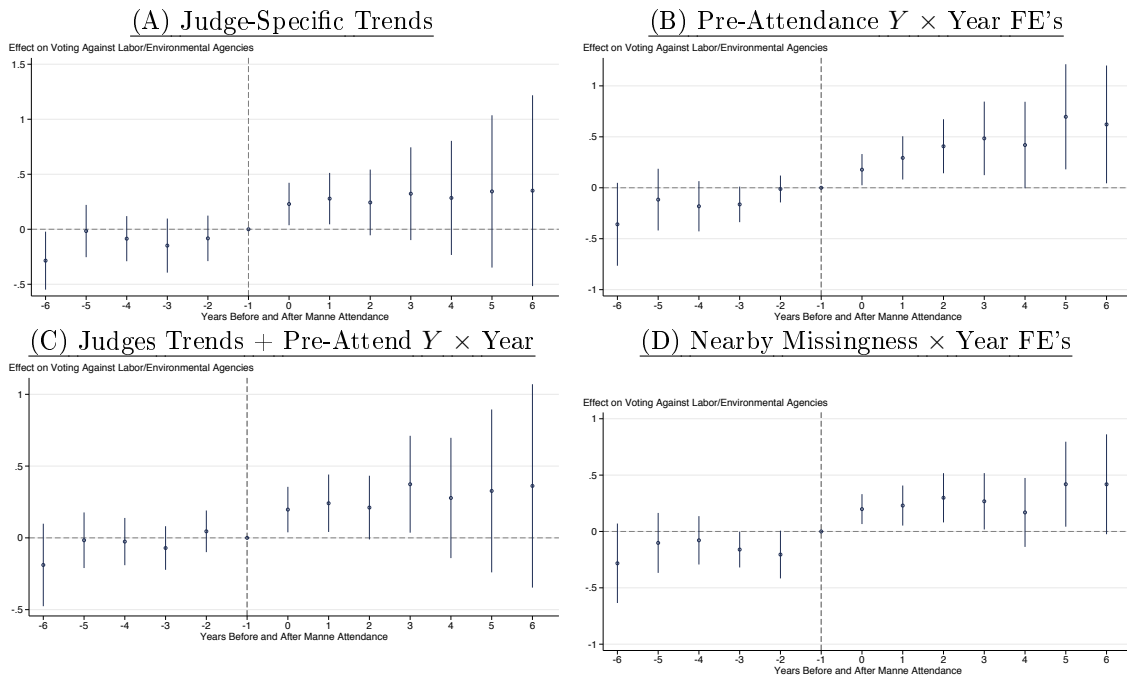 (A) Judge-Specific Trends
Effect on Voting Against Labor/Environmental Agencies
1.5
1
.5
0
-.5
-6 -5 -4 -3 -2 -1 0 1 2 3 4 5 6
Years Before and After Manne Attendance
(B) Pre-Attendance Y × Year FE's
Effect on Voting Against Labor/Environmental Agencies
1
.5
0
-.5
-1
-6 -5 -4 -3 -2 -1 0 1 2 3 4 5 6
Years Before and After Manne Attendance
(C) Judges Trends + Pre-Attend Y × Year
Effect on Voting Against Labor/Environmental Agencies
1
.5
0
-.5
-6 -5 -4 -3 -2 -1 0 1 2 3 4 5 6
Years Before and After Manne Attendance
(D) Nearby Missingness × Year FE's
Effect on Voting Against Labor/Environmental Agencies
1
.5
0
-.5
-1
-6 -5 -4 -3 -2 -1 0 1 2 3 4 5 6
Years Before and After Manne Attendance